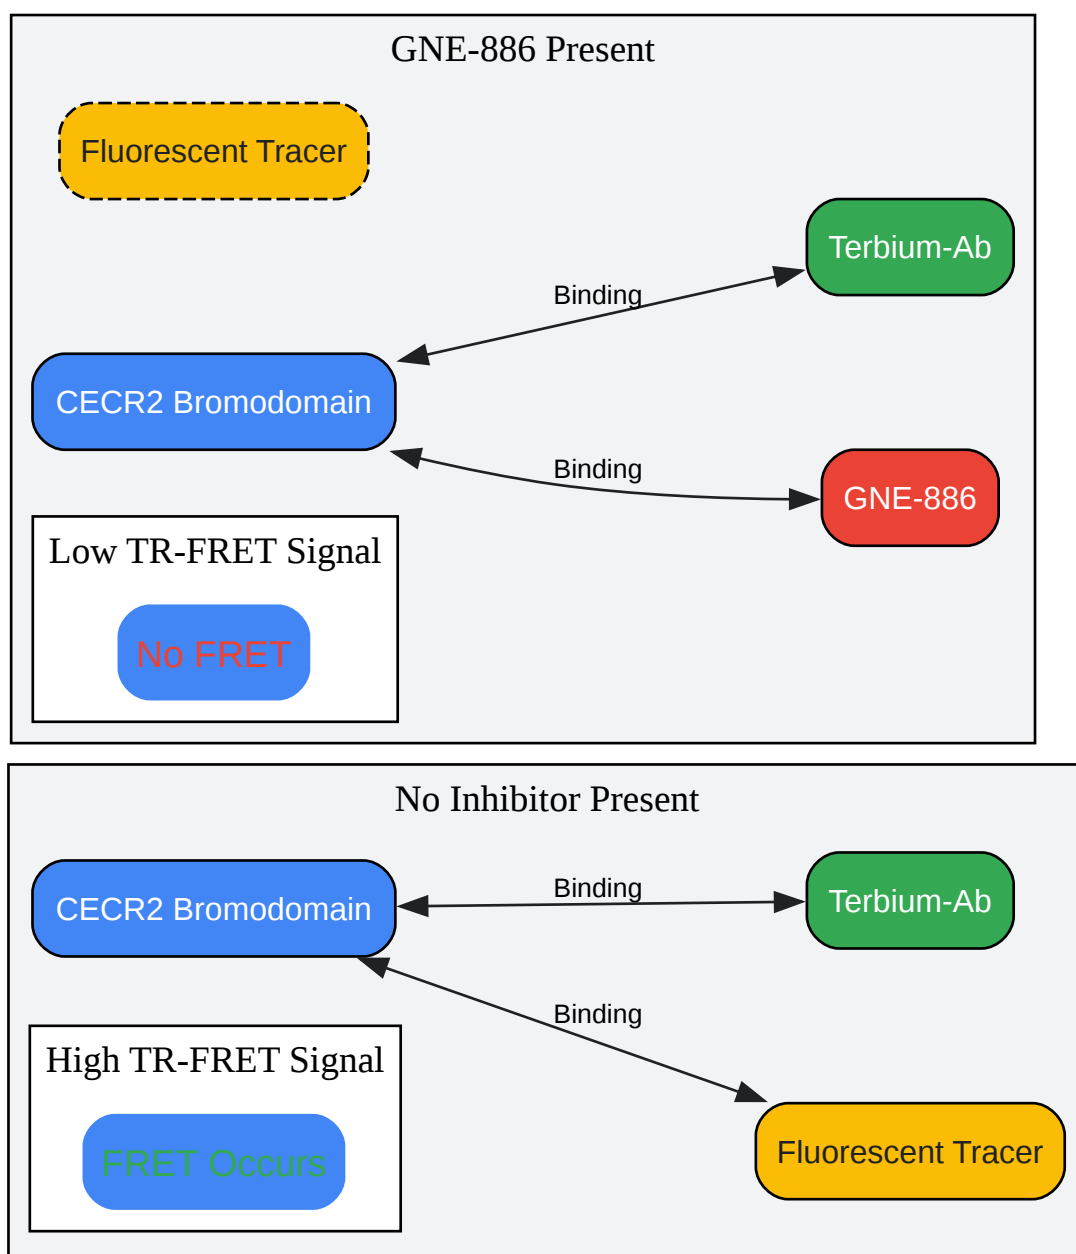 GNE-886 Present
Fluorescent Tracer
Terbium-Ab
Binding
CECR2 Bromodomain
Binding
GNE-886
Low TR-FRET Signal
No FRET
No Inhibitor Present
CECR2 Bromodomain
Binding
Terbium-Ab
Binding
High TR-FRET Signal
FRET Occurs
Fluorescent Tracer